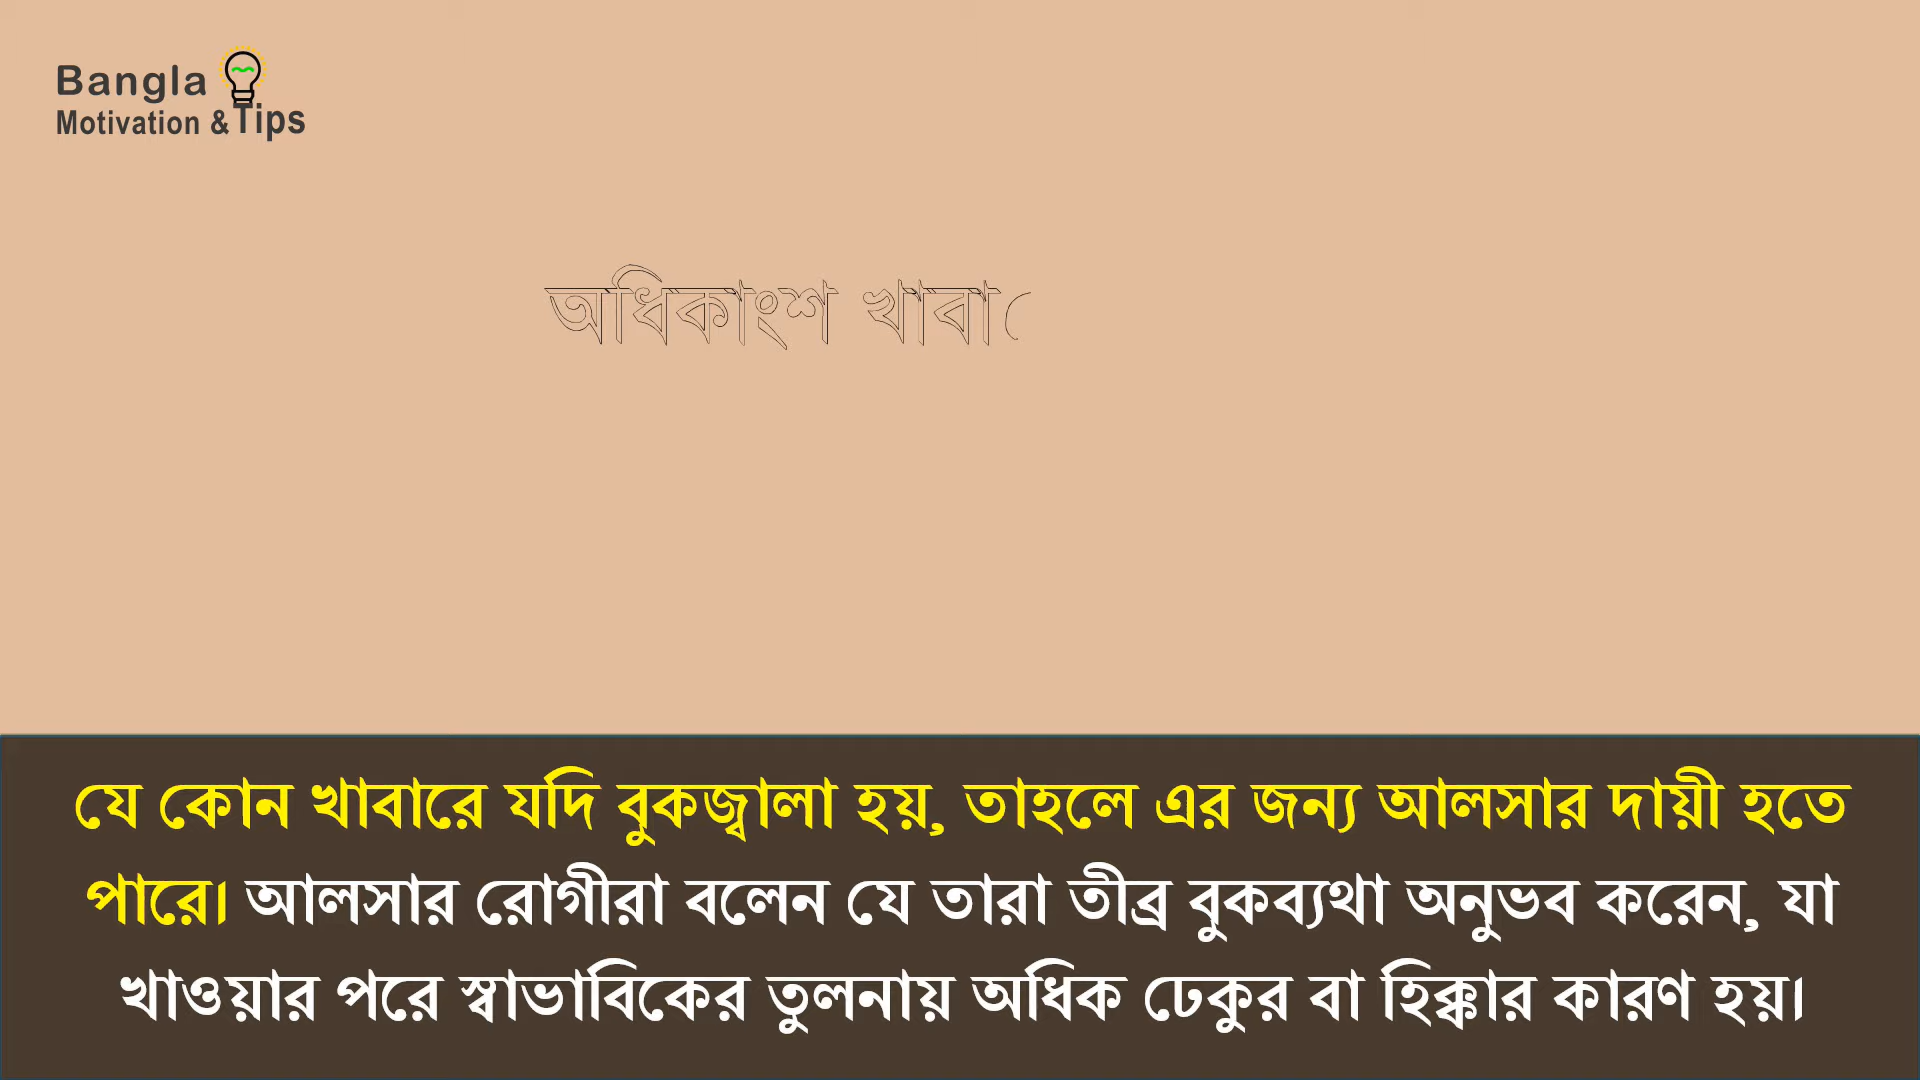 Bangla
Motivation & Tips
অধিকাংশ
যে কোন খাবারে যদি বুকজ্বালা হয়, তাহলে এর জন্য আলসার দায়ী হতে
পারে। আলসার রোগীরা বলেন যে তারা তীব্র বুকব্যথা অনুভব করেন, যা
খাওয়ার পরে স্বাভাবিকের তুলনায় অধিক ঢেকুর বা হিক্কার কারণ হয়।